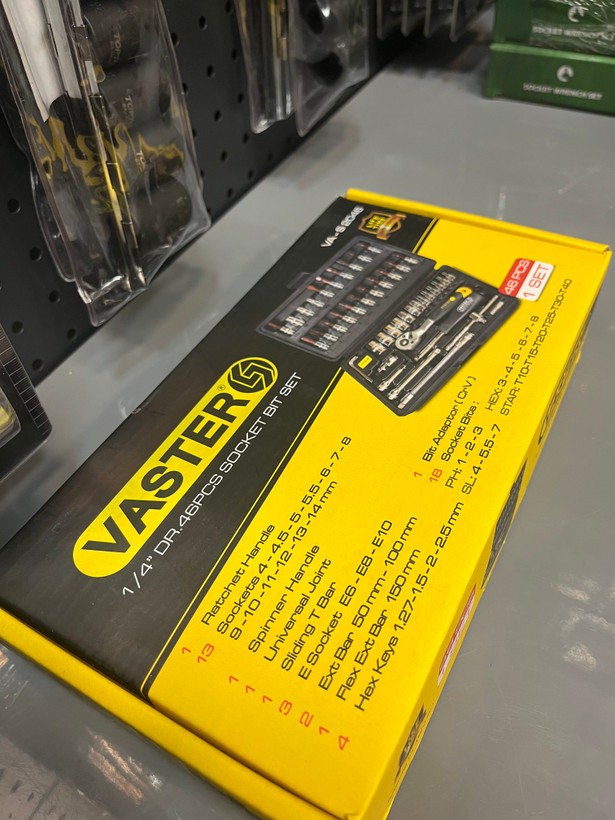 SOCKET WRENCH SET
VA-S 2046
46 PCS
1 SET
VASTER®
1/4" DR.46PCS SOCKET BIT SET
1 Ratchet Handle
13 Sockets 4-4.5-5-5.5-6-7-8
9-10-11-12-13-14mm
1 Spinner Handle
1 Universal Joint
1 Sliding T Bar
3 E Socket E6-E8-E10
2 Ext Bar 50mm-100mm
1 Flex Ext Bar 150mm
4 Hex Keys 1.27-1.5-2-2.5mm
1 Bit Adaptor (CrV)
18 Socket Bits:
PH: 1-2-3 HEX: 3-4-5-6-7-8
SL: 4-5.5-7 STAR: T10-T15-T20-T25-T30-T40